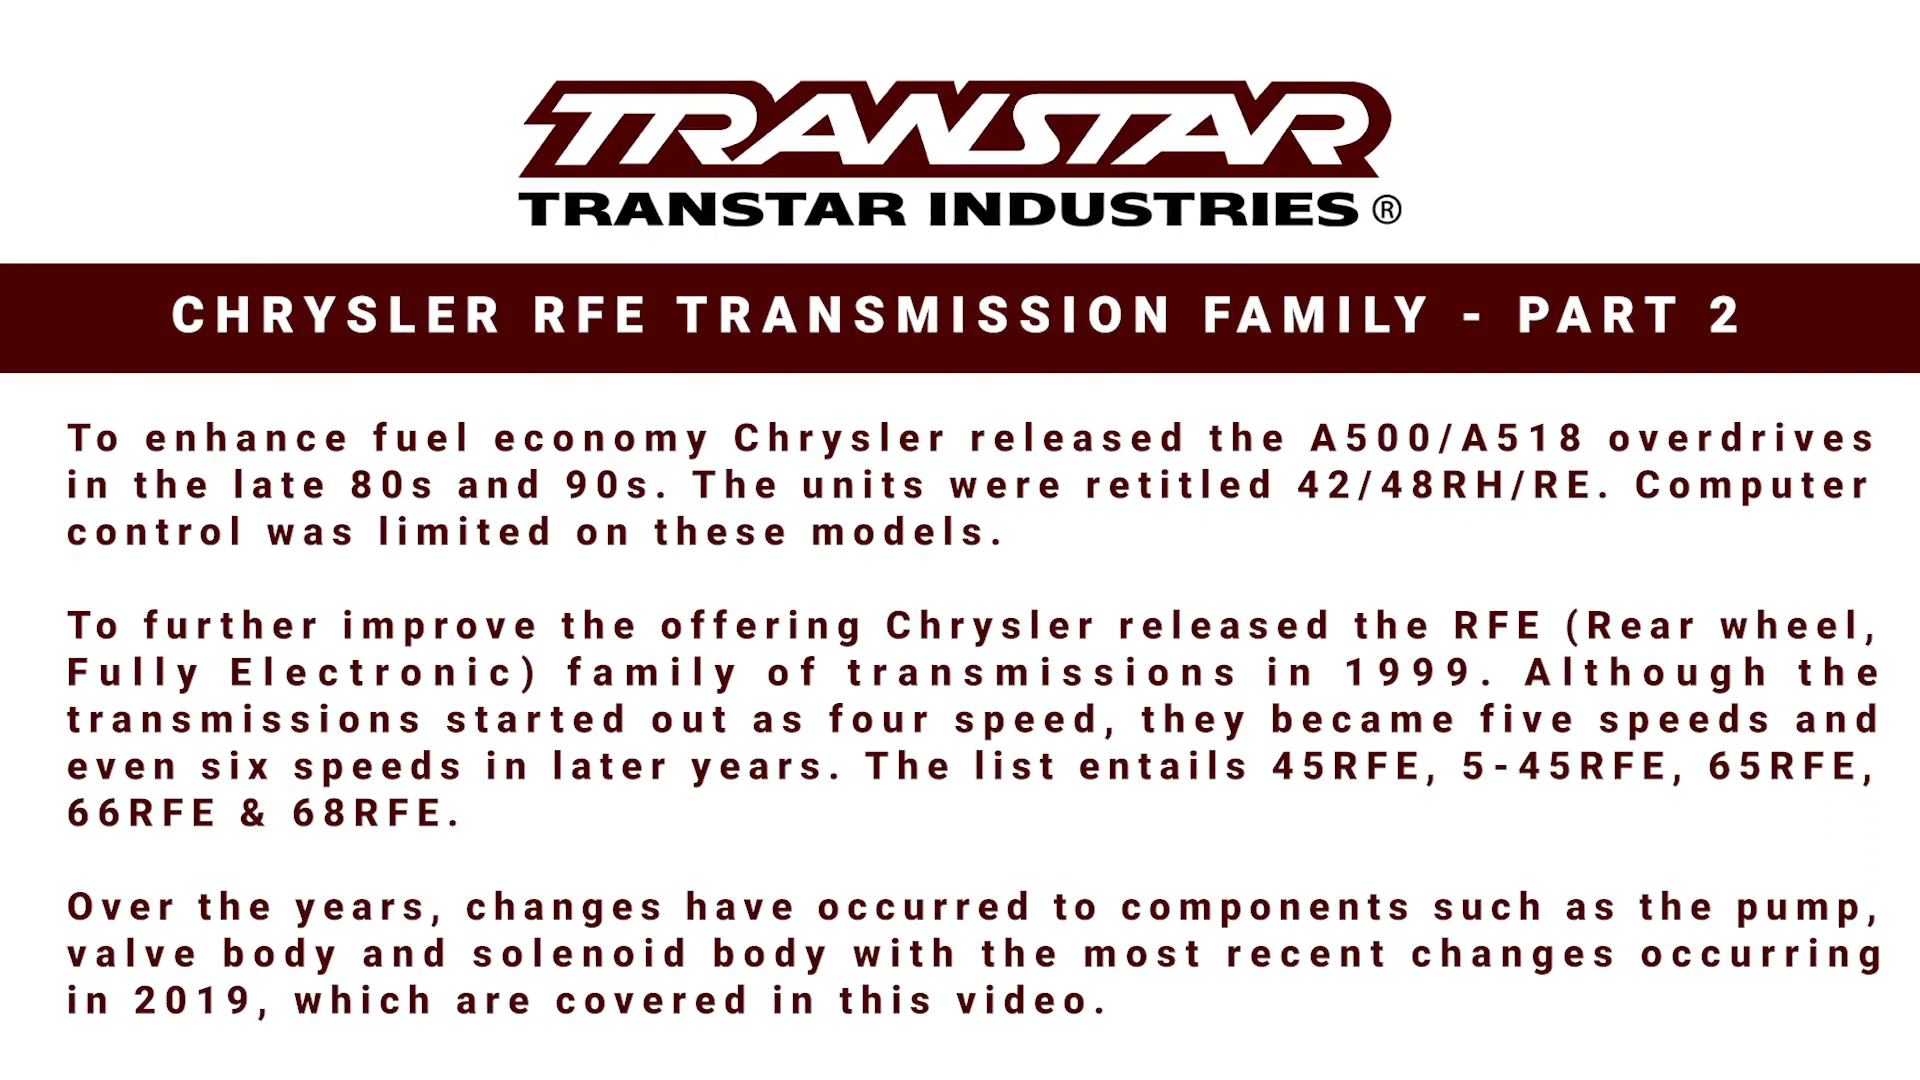 TRANSTAR
TRANSTAR INDUSTRIES ®
CHRYSLER RFE TRANSMISSION FAMILY - PART 2
To enhance fuel economy Chrysler released the A500/A518 overdrives
in the late 80s and 90s. The units were retitled 42/48RH/RE. Computer
control was limited on these models.
To further improve the offering Chrysler released the RFE (Rear wheel,
Fully Electronic) family of transmissions in 1999. Although the
transmissions started out as four speed, they became five speeds and
even six speeds in later years. The list entails 45RFE, 5-45RFE, 65RFE,
66RFE & 68RFE.
Over the years, changes have occurred to components such as the pump,
valve body and solenoid body with the most recent changes occurring
in 2019, which are covered in this video.